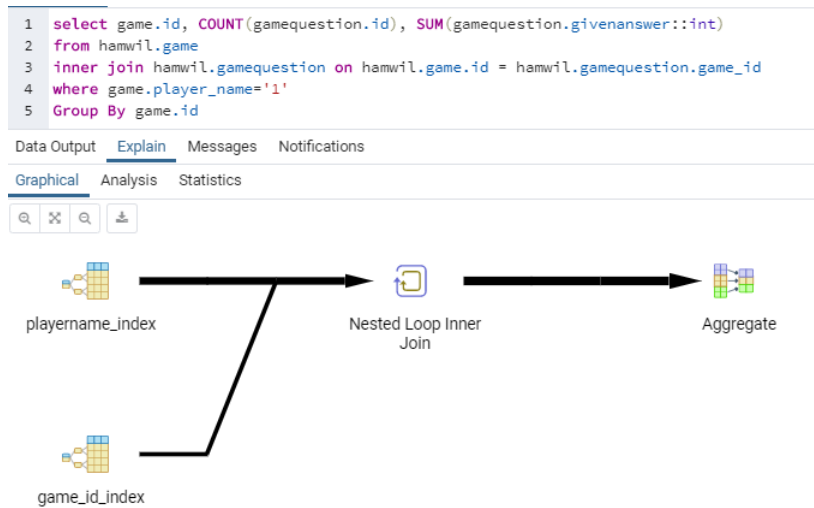 1 select game.id, COUNT(gamequestion.id), SUM(gamequestion.givenanswer::int)
2 from hamwil.game
3 inner join hamwil.gamequestion on hamwil.game.id = hamwil.gamequestion.game_id
4 where game.player_name='1'
5 Group By game.id
Data Output Explain Messages Notifications
Graphical Analysis Statistics
playername_index
Nested Loop Inner
Join
Aggregate
game_id_index